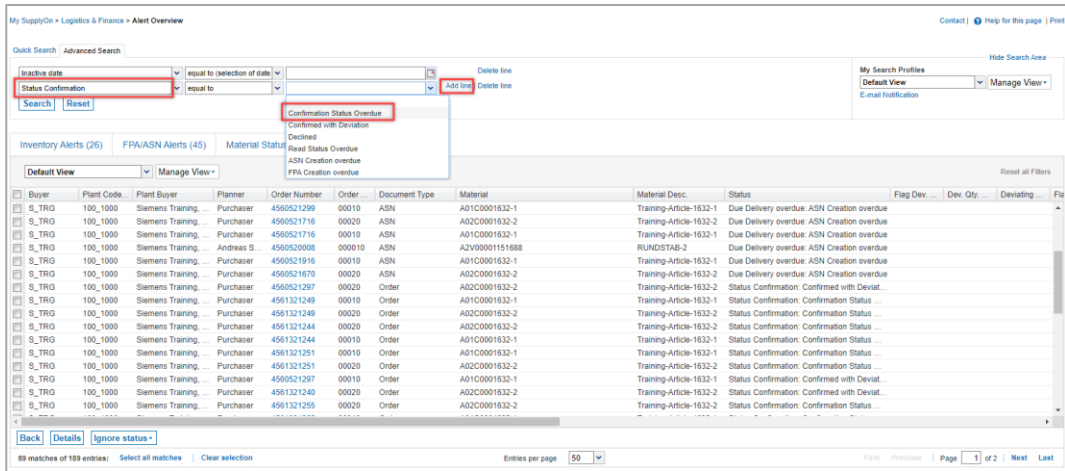 My SupplyOn > Logistics & Finance > Alert Overview
Contact | Help for this page | Print
Quick Search Advanced Search
Hide Search Area
Inactive date equal to (selection of date Delete line
My Search Profiles
Status Confirmation equal to Add line Delete line
Default View Manage View
Search Reset
E-mail Notification
Confirmation Status Overdue
Confirmed with Deviation
Declined
Read Status Overdue
ASN Creation overdue
FPA Creation overdue
Inventory Alerts (26) FPA/ASN Alerts (45) Material Status
Default View Manage View Reset all Filters
Buyer Plant Code... Plant Buyer Planner Order Number Order ... Document Type Material Material Desc. Status Flag Dev. ... Dev. Qty. ... Deviating ... Fla
S_TRG 100_1000 Siemens Training, ... Purchaser 4560521299 00010 ASN A01C0001632-1 Training-Article-1632-1 Due Delivery overdue: ASN Creation overdue
S_TRG 100_1000 Siemens Training, ... Purchaser 4560521716 00020 ASN A02C0001632-2 Training-Article-1632-2 Due Delivery overdue: ASN Creation overdue
S_TRG 100_1000 Siemens Training, ... Purchaser 4560521716 00010 ASN A01C0001632-1 Training-Article-1632-1 Due Delivery overdue: ASN Creation overdue
S_TRG 100_1000 Siemens Training, ... Andreas S... 4560520008 000010 ASN A2V00001151688 RUNDSTAB-2 Due Delivery overdue: ASN Creation overdue
S_TRG 100_1000 Siemens Training, ... Purchaser 4560521916 00010 ASN A01C0001632-1 Training-Article-1632-1 Due Delivery overdue: ASN Creation overdue
S_TRG 100_1000 Siemens Training, ... Purchaser 4560521670 00020 ASN A02C0001632-2 Training-Article-1632-2 Due Delivery overdue: ASN Creation overdue
S_TRG 100_1000 Siemens Training, ... Purchaser 4560521297 00020 Order A02C0001632-2 Training-Article-1632-2 Status Confirmation: Confirmed with Deviat...
S_TRG 100_1000 Siemens Training, ... Purchaser 4561321249 00010 Order A01C0001632-1 Training-Article-1632-1 Status Confirmation: Confirmation Status ...
S_TRG 100_1000 Siemens Training, ... Purchaser 4561321249 00020 Order A02C0001632-2 Training-Article-1632-2 Status Confirmation: Confirmation Status ...
S_TRG 100_1000 Siemens Training, ... Purchaser 4561321244 00020 Order A02C0001632-2 Training-Article-1632-2 Status Confirmation: Confirmation Status ...
S_TRG 100_1000 Siemens Training, ... Purchaser 4561321244 00010 Order A01C0001632-1 Training-Article-1632-1 Status Confirmation: Confirmation Status ...
S_TRG 100_1000 Siemens Training, ... Purchaser 4561321251 00010 Order A01C0001632-1 Training-Article-1632-1 Status Confirmation: Confirmation Status ...
S_TRG 100_1000 Siemens Training, ... Purchaser 4561321251 00020 Order A02C0001632-2 Training-Article-1632-2 Status Confirmation: Confirmation Status ...
S_TRG 100_1000 Siemens Training, ... Purchaser 4560521297 00010 Order A01C0001632-1 Training-Article-1632-1 Status Confirmation: Confirmed with Deviat...
S_TRG 100_1000 Siemens Training, ... Purchaser 4561321240 00020 Order A02C0001632-2 Training-Article-1632-2 Status Confirmation: Confirmed with Deviat...
S_TRG 100_1000 Siemens Training, ... Purchaser 4561321255 00020 Order A02C0001632-2 Training-Article-1632-2 Status Confirmation: Confirmation Status ...
Back Details Ignore status
89 matches of 189 entries: Select all matches | Clear selection Entries per page 50 First Previous | Page 1 of 2 | Next Last